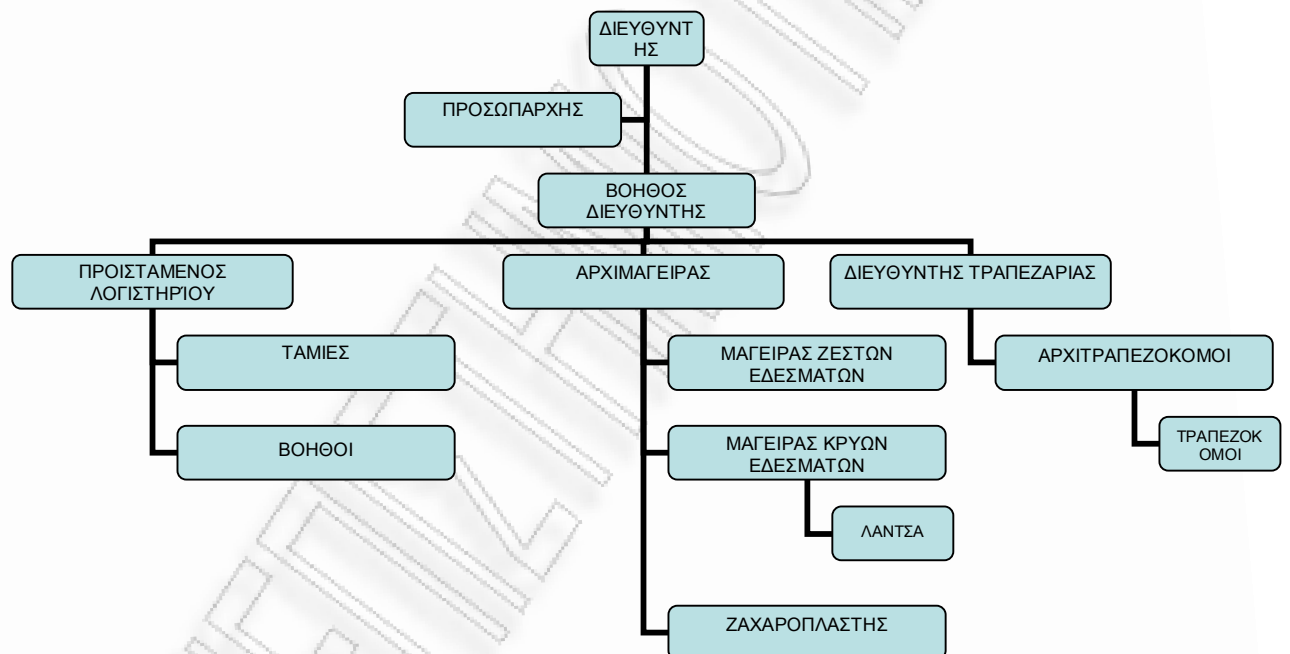 ΔΙΕΥΘΥΝΤ
ΗΣ
ΠΡΟΣΩΠΑΡΧΗΣ
ΒΟΗΘΟΣ
ΔΙΕΥΘΥΝΤΗΣ
ΠΡΟΙΣΤΑΜΕΝΟΣ
ΛΟΓΙΣΤΗΡΊΟΥ
ΑΡΧΙΜΑΓΕΙΡΑΣ
ΔΙΕΥΘΥΝΤΗΣ ΤΡΑΠΕΖΑΡΙΑΣ
ΤΑΜΙΕΣ
ΜΑΓΕΙΡΑΣ ΖΕΣΤΩΝ
ΕΔΕΣΜΑΤΩΝ
ΑΡΧΙΤΡΑΠΕΖΟΚΟΜΟΙ
ΒΟΗΘΟΙ
ΜΑΓΕΙΡΑΣ ΚΡΥΩΝ
ΕΔΕΣΜΑΤΩΝ
ΤΡΑΠΕΖΟΚ
ΟΜΟΙ
ΛΑΝΤΣΑ
ΖΑΧΑΡΟΠΛΑΣΤΗΣ